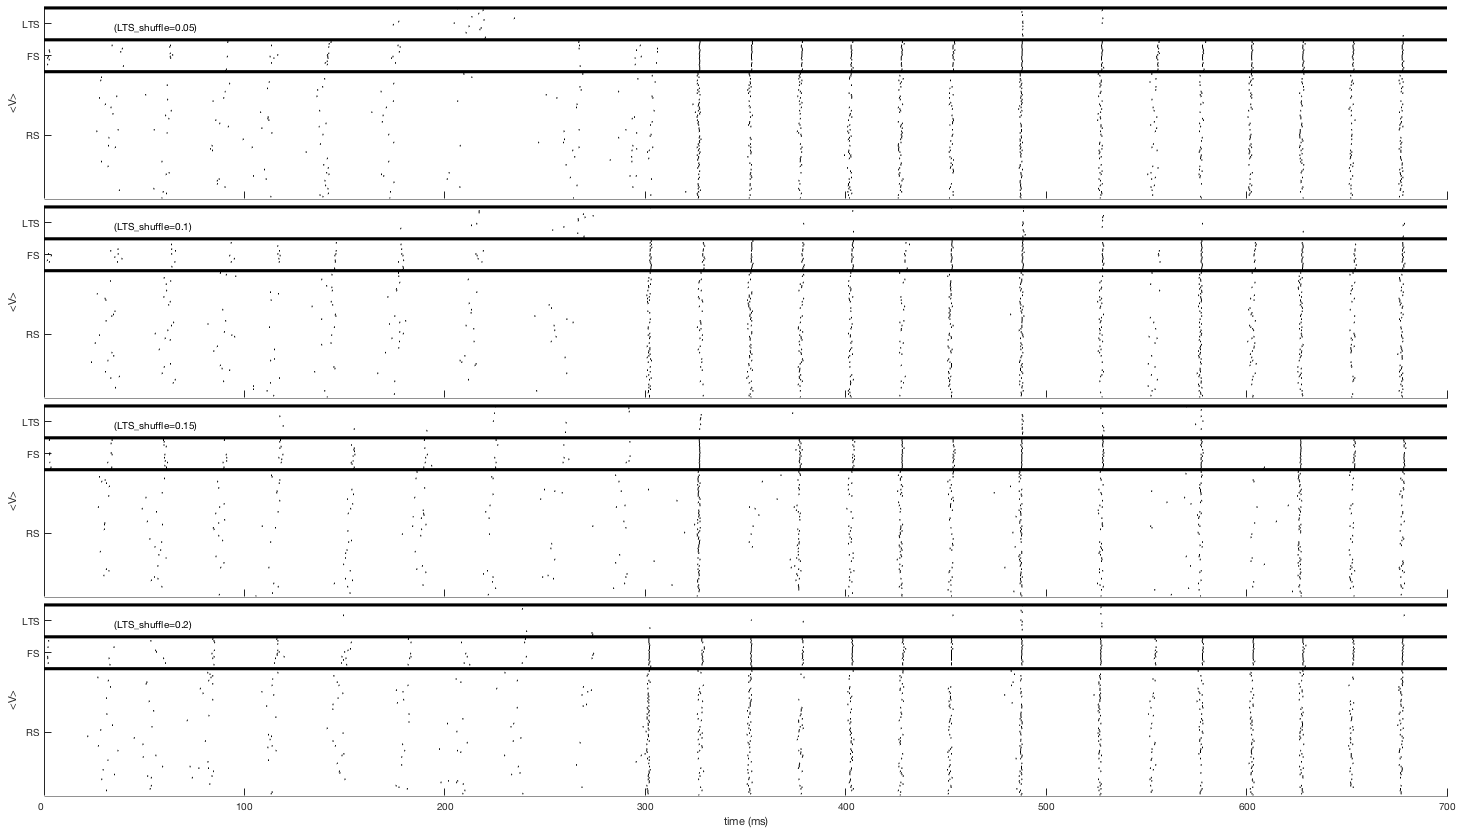 LTS
(LTS_shuffle=0.05)
FS
<V>
RS
LTS
(LTS_shuffle=0.1)
FS
<V>
RS
LTS
(LTS_shuffle=0.15)
FS
<V>
RS
LTS
(LTS_shuffle=0.2)
FS
<V>
RS
0 100 200 300 400 500 600 700
time (ms)